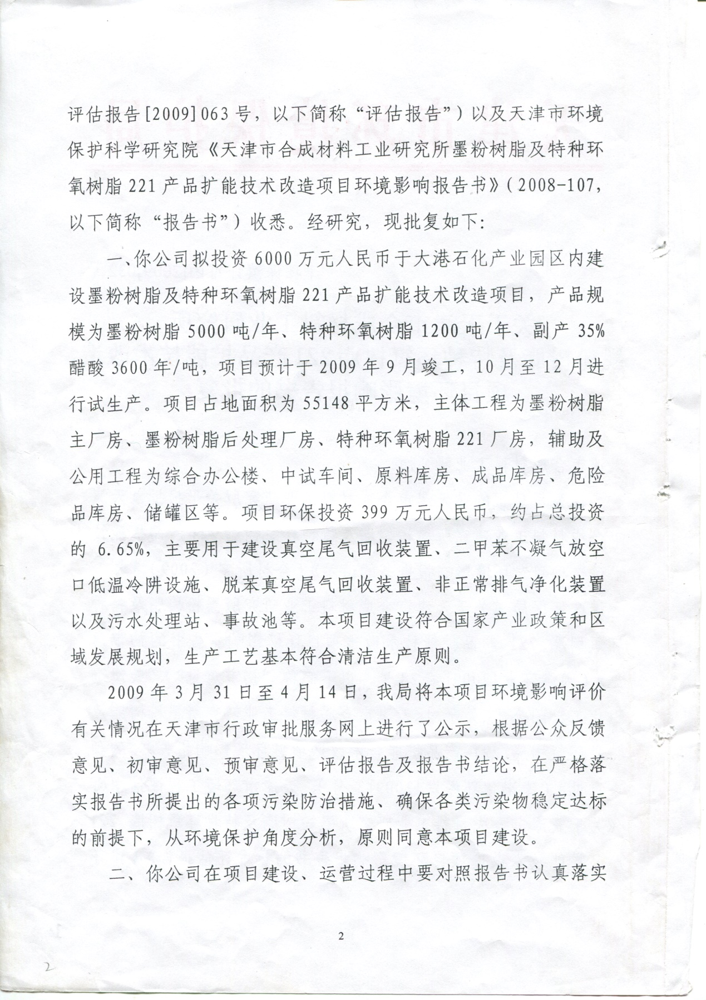 评估报告[2009]063号，以下简称“评估报告”）以及天津市环境
保护科学研究院《天津市合成材料工业研究所墨粉树脂及特种环
氧树脂221产品扩能技术改造项目环境影响报告书》（2008-107，
以下简称“报告书”）收悉。经研究，现批复如下：
一、你公司拟投资6000万元人民币于大港石化产业园区内建
设墨粉树脂及特种环氧树脂221产品扩能技术改造项目，产品规
模为墨粉树脂5000吨/年、特种环氧树脂1200吨/年、副产35%
醋酸3600年/吨，项目预计于2009年9月竣工，10月至12月进
行试生产。项目占地面积为55148平方米，主体工程为墨粉树脂
主厂房、墨粉树脂后处理厂房、特种环氧树脂221厂房，辅助及
公用工程为综合办公楼、中试车间、原料库房、成品库房、危险
品库房、储罐区等。项目环保投资399万元人民币，约占总投资
的6.65%，主要用于建设真空尾气回收装置、二甲苯不凝气放空
口低温冷阱设施、脱苯真空尾气回收装置、非正常排气净化装置
以及污水处理站、事故池等。本项目建设符合国家产业政策和区
域发展规划，生产工艺基本符合清洁生产原则。
2009年3月31日至4月14日，我局将本项目环境影响评价
有关情况在天津市行政审批服务网上进行了公示，根据公众反馈
意见、初审意见、预审意见、评估报告及报告书结论，在严格落
实报告书所提出的各项污染防治措施、确保各类污染物稳定达标
的前提下，从环境保护角度分析，原则同意本项目建设。
二、你公司在项目建设、运营过程中要对照报告书认真落实
2
2